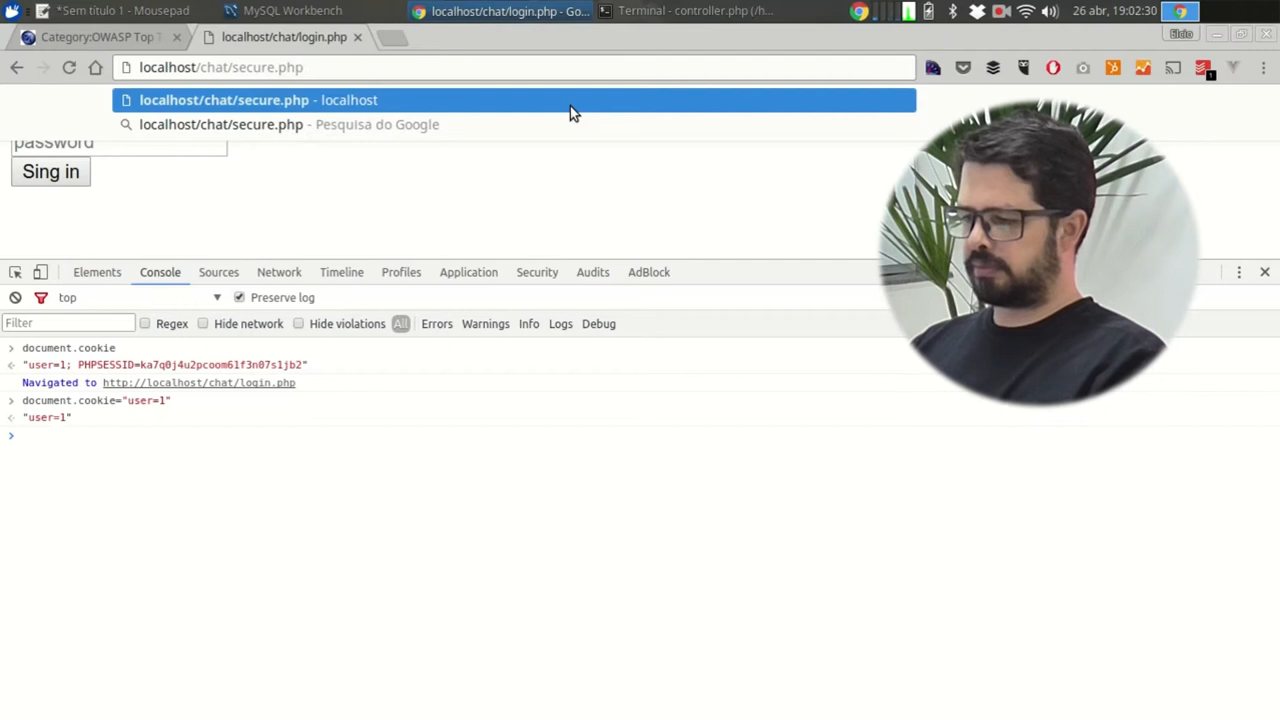 *Sem título 1 - Mousepad
MySQL Workbench
localhost/chat/login.php - Go...
Terminal - controller.php (/h...
26 abr, 19:02:30
Category:OWASP Top T
localhost/chat/login.php
Elcio
localhost/chat/secure.php
1
localhost/chat/secure.php - localhost
localhost/chat/secure.php - Pesquisa do Google
password
Sing in
Elements Console Sources Network Timeline Profiles Application Security Audits AdBlock
top Preserve log
Filter Regex Hide network Hide violations All Errors Warnings Info Logs Debug
document.cookie
"user=1; PHPSESSID=ka7q0j4u2pcoom61f3n07s1jb2"
Navigated to http://localhost/chat/login.php
document.cookie="user=1"
"user=1"